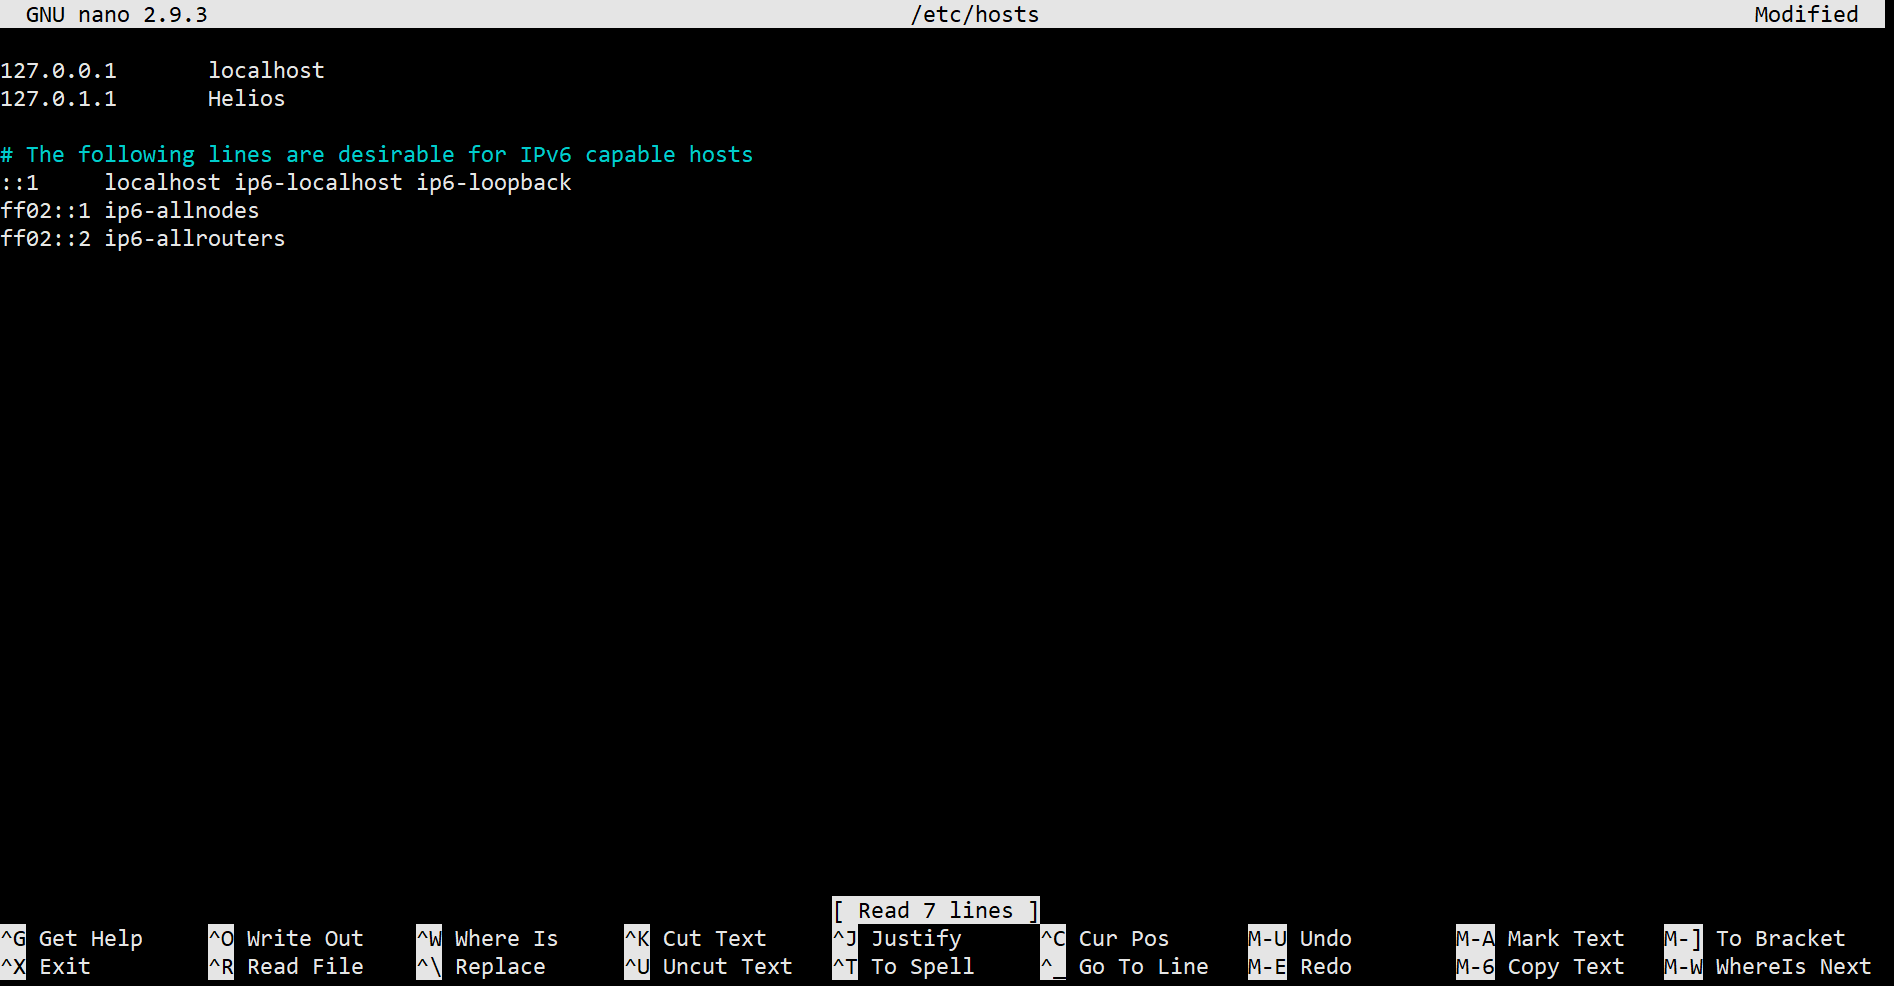 GNU nano 2.9.3 /etc/hosts Modified
127.0.0.1 localhost
127.0.1.1 Helios
# The following lines are desirable for IPv6 capable hosts
::1 localhost ip6-localhost ip6-loopback
ff02::1 ip6-allnodes
ff02::2 ip6-allrouters
[ Read 7 lines ]
^G Get Help ^O Write Out ^W Where Is ^K Cut Text ^J Justify ^C Cur Pos M-U Undo M-A Mark Text M-] To Bracket
^X Exit ^R Read File ^\ Replace ^U Uncut Text ^T To Spell ^_ Go To Line M-E Redo M-6 Copy Text M-W WhereIs Next